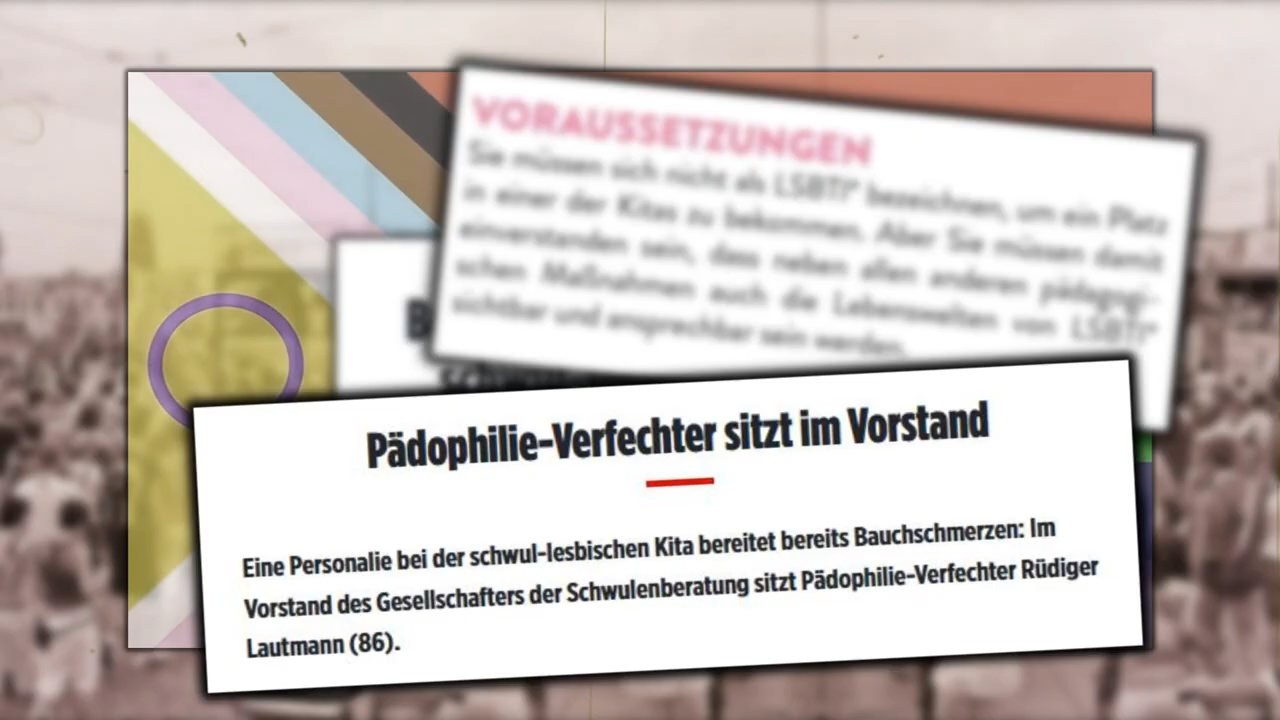 VORAUSSETZUNGEN
Sie müssen sich nicht als LSBTI* bezeichnen, um ein Platz
in einer der Kitas zu bekommen. Aber Sie müssen damit
einverstanden sein, dass neben allen anderen pädagogi-
schen Maßnahmen auch die Lebenswelten von LSBTI*
sichtbar und ansprechbar sein werden.
Pädophilie-Verfechter sitzt im Vorstand
Eine Personalie bei der schwul-lesbischen Kita bereitet bereits Bauchschmerzen: Im
Vorstand des Gesellschafters der Schwulenberatung sitzt Pädophilie-Verfechter Rüdiger
Lautmann (86).